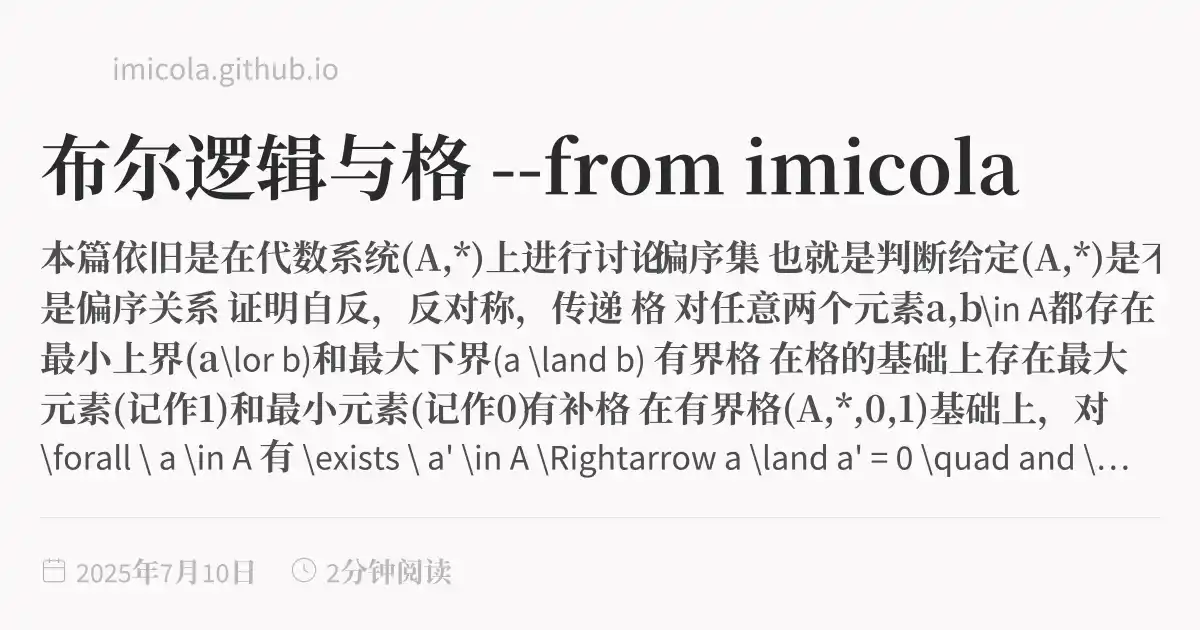 imicola.github.io
布尔逻辑与格 --from imicola
本篇依旧是在代数系统(A,*)上进行讨论偏序集 也就是判断给定(A,*)是不
是偏序关系 证明自反，反对称，传递 格 对任意两个元素a,b\in A都存在
最小上界(a\lor b)和最大下界(a \land b) 有界格 在格的基础上存在最大
元素(记作1)和最小元素(记作0)有补格 在有界格(A,*,0,1)基础上，对
\forall \ a \in A 有 \exists \ a' \in A \Rightarrow a \land a' = 0 \quad and \…
2025年7月10日 2分钟阅读